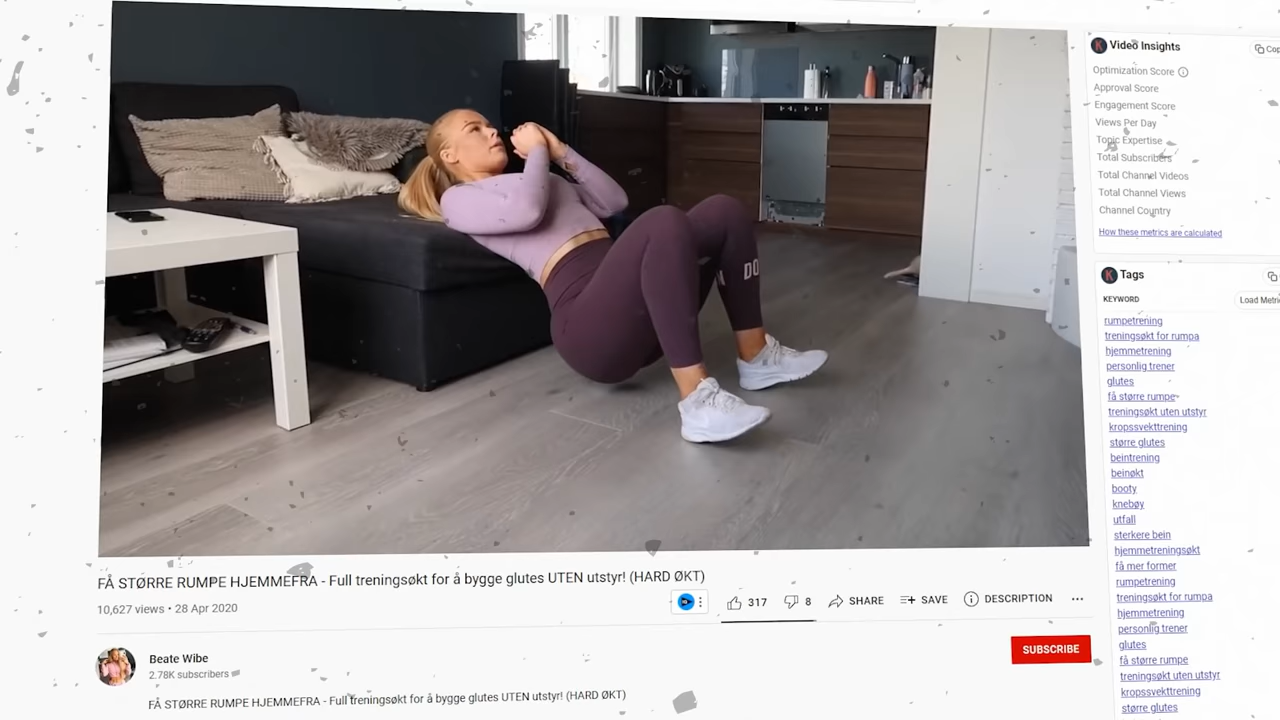 DO
FÅ STØRRE RUMPE HJEMMEFRA - Full treningsøkt for å bygge glutes UTEN utstyr! (HARD ØKT)
10,627 views • 28 Apr 2020
317
8
SHARE
SAVE
DESCRIPTION
Beate Wibe
2.78K subscribers
SUBSCRIBE
FÅ STØRRE RUMPE HJEMMEFRA - Full treningsøkt for å bygge glutes UTEN utstyr! (HARD ØKT)
K Video Insights
Optimization Score
Approval Score
Engagement Score
Views Per Day
Topic Expertise
Total Subscribers
Total Channel Videos
Total Channel Views
Channel Country
How these metrics are calculated
K Tags
KEYWORD
Load Metri
rumpetrening
treningsøkt for rumpa
hjemmetrening
personlig trener
glutes
få større rumpe
treningsøkt uten utstyr
kropssvekttrening
større glutes
beintrening
beinøkt
booty
knebøy
utfall
sterkere bein
hjemmetreningsøkt
få mer former
rumpetrening
treningsøkt for rumpa
hjemmetrening
personlig trener
glutes
få større rumpe
treningsøkt uten utstyr
kropssvekttrening
større glutes